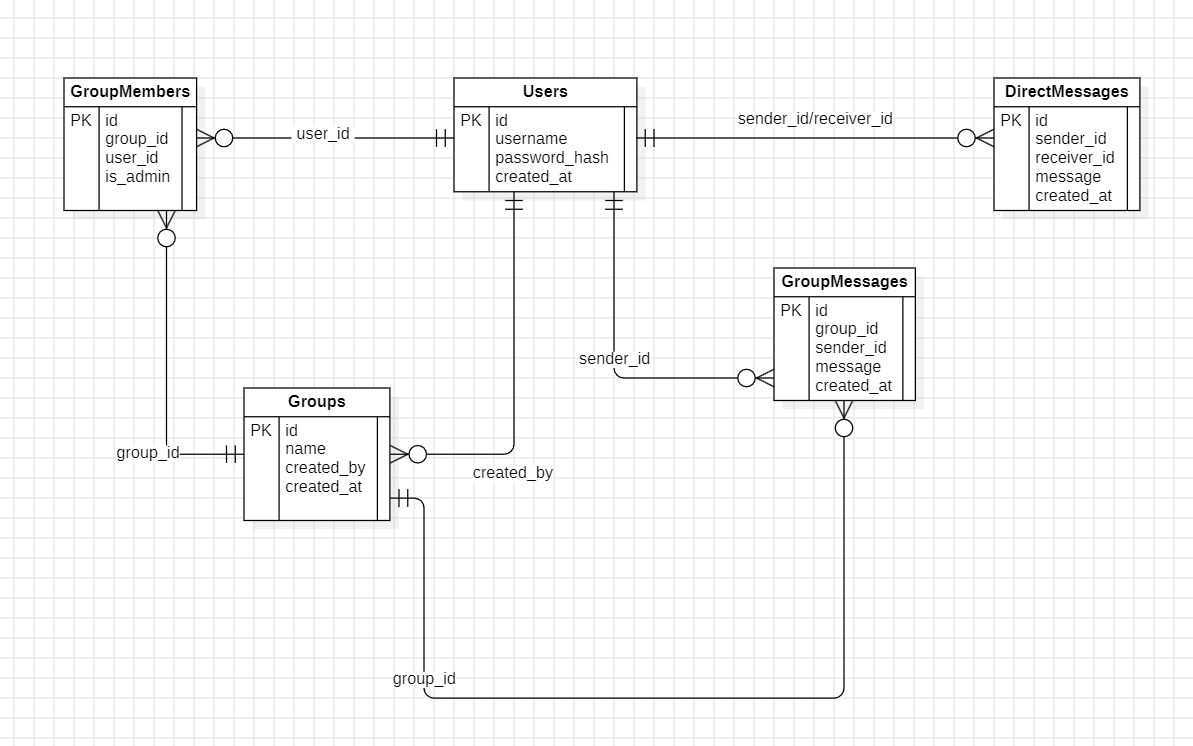 GroupMembers
PK
id
group_id
user_id
is_admin
user_id
Users
PK
id
username
password_hash
created_at
sender_id/receiver_id
DirectMessages
PK
id
sender_id
receiver_id
message
created_at
GroupMessages
PK
id
group_id
sender_id
message
created_at
sender_id
Groups
PK
id
name
created_by
created_at
group_id
created_by
group_id